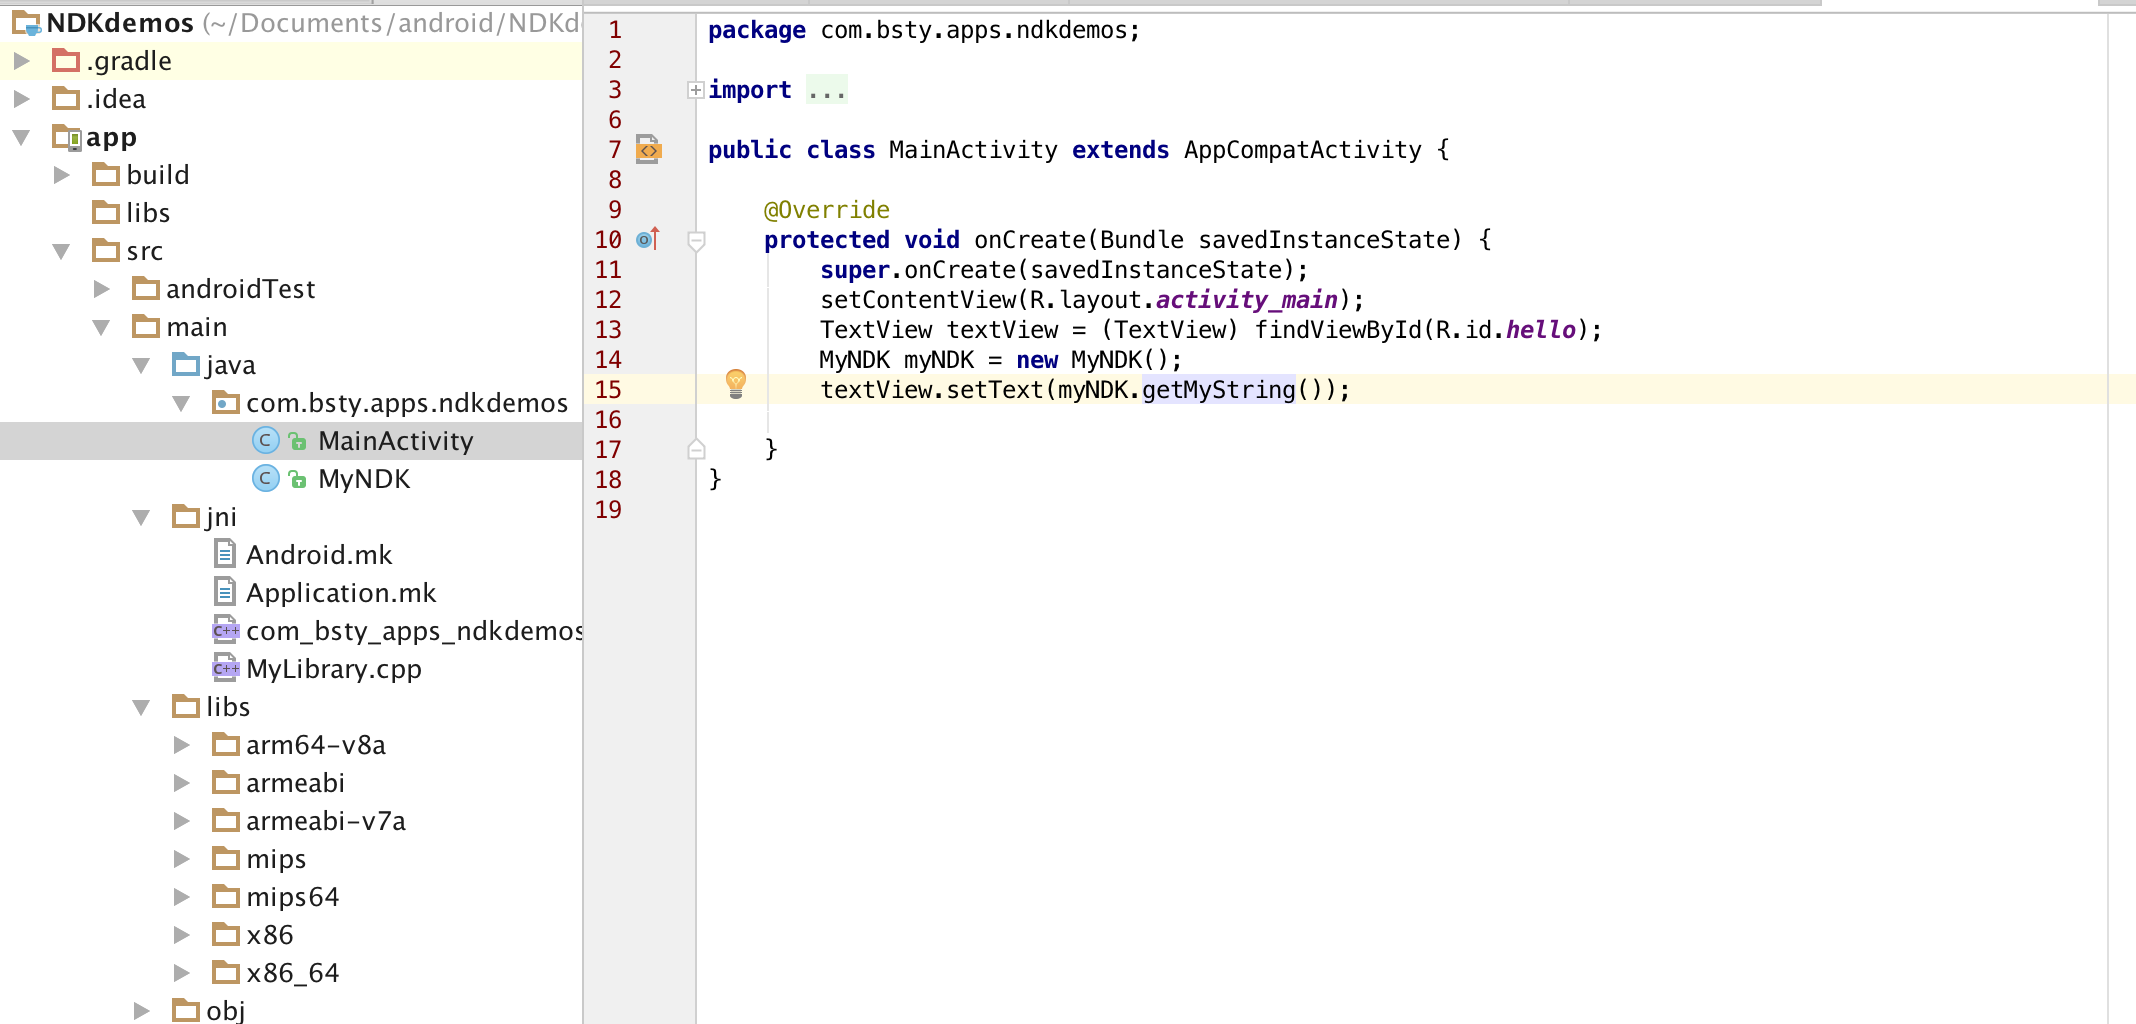 NDKdemos (~/Documents/android/NDKd
.gradle
.idea
app
build
libs
src
androidTest
main
java
com.bsty.apps.ndkdemos
MainActivity
MyNDK
jni
Android.mk
Application.mk
com_bsty_apps_ndkdemos
MyLibrary.cpp
libs
arm64-v8a
armeabi
armeabi-v7a
mips
mips64
x86
x86_64
obj
1 package com.bsty.apps.ndkdemos;
2
3 import ...
6
7 public class MainActivity extends AppCompatActivity {
8
9 @Override
10 protected void onCreate(Bundle savedInstanceState) {
11 super.onCreate(savedInstanceState);
12 setContentView(R.layout.activity_main);
13 TextView textView = (TextView) findViewById(R.id.hello);
14 MyNDK myNDK = new MyNDK();
15 textView.setText(myNDK.getMyString());
16
17 }
18 }
19